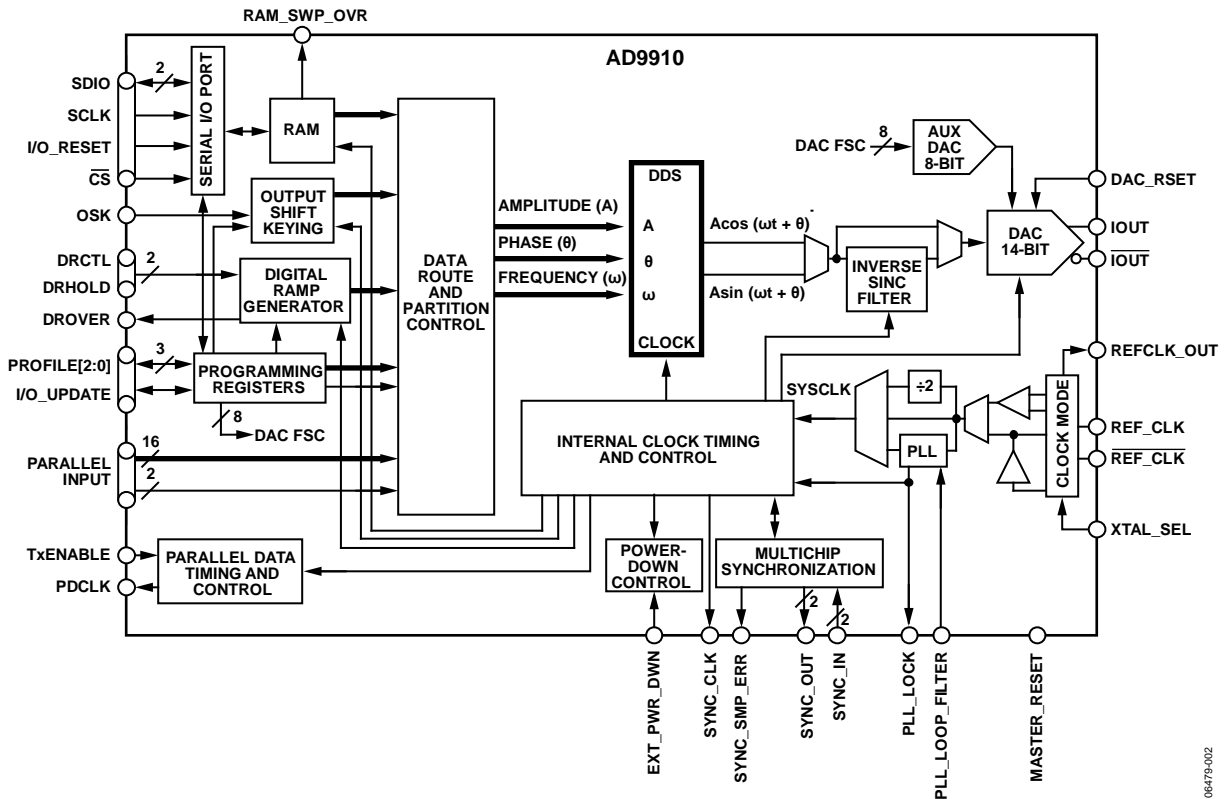 RAM_SWP_OVR
AD9910
SDIO
2
SCLK
I/O_RESET
CS
SERIAL I/O PORT
RAM
OSK
OUTPUT
SHIFT
KEYING
DRCTL
DRHOLD
2
DROVER
DIGITAL
RAMP
GENERATOR
PROFILE[2:0]
3
I/O_UPDATE
PROGRAMMING
REGISTERS
8
DAC FSC
PARALLEL
INPUT
16
2
TxENABLE
PDCLK
PARALLEL DATA
TIMING AND
CONTROL
DATA
ROUTE
AND
PARTITION
CONTROL
AMPLITUDE (A)
PHASE (θ)
FREQUENCY (ω)
DDS
A
θ
ω
CLOCK
Acos (ωt + θ)
Asin (ωt + θ)
INVERSE
SINC
FILTER
DAC FSC
8
AUX
DAC
8-BIT
DAC
14-BIT
DAC_RSET
IOUT
IOUT
REFCLK_OUT
REF_CLK
REF_CLK
XTAL_SEL
CLOCK MODE
SYSCLK
÷2
PLL
INTERNAL CLOCK TIMING
AND CONTROL
POWER-
DOWN
CONTROL
MULTICHIP
SYNCHRONIZATION
2
2
EXT_PWR_DWN
SYNC_CLK
SYNC_SMP_ERR
SYNC_OUT
SYNC_IN
PLL_LOCK
PLL_LOOP_FILTER
MASTER_RESET
06479-002